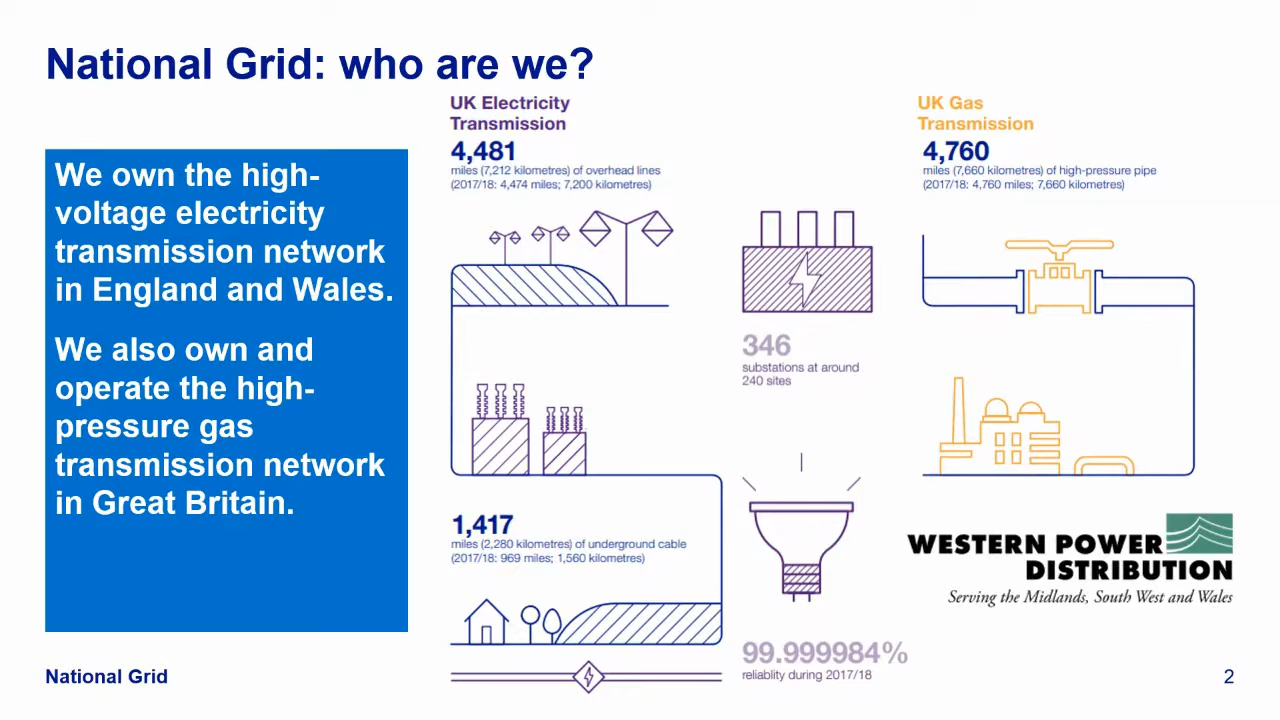 National Grid: who are we?
We own the high-
voltage electricity
transmission network
in England and Wales.
We also own and
operate the high-
pressure gas
transmission network
in Great Britain.
UK Electricity
Transmission
4,481
miles (7,212 kilometres) of overhead lines
(2017/18: 4,474 miles; 7,200 kilometres)
346
substations at around
240 sites
1,417
miles (2,280 kilometres) of underground cable
(2017/18: 969 miles; 1,560 kilometres)
99.999984%
reliablity during 2017/18
UK Gas
Transmission
4,760
miles (7,660 kilometres) of high-pressure pipe
(2017/18: 4,760 miles; 7,660 kilometres)
WESTERN POWER
DISTRIBUTION
Serving the Midlands, South West and Wales
National Grid
2